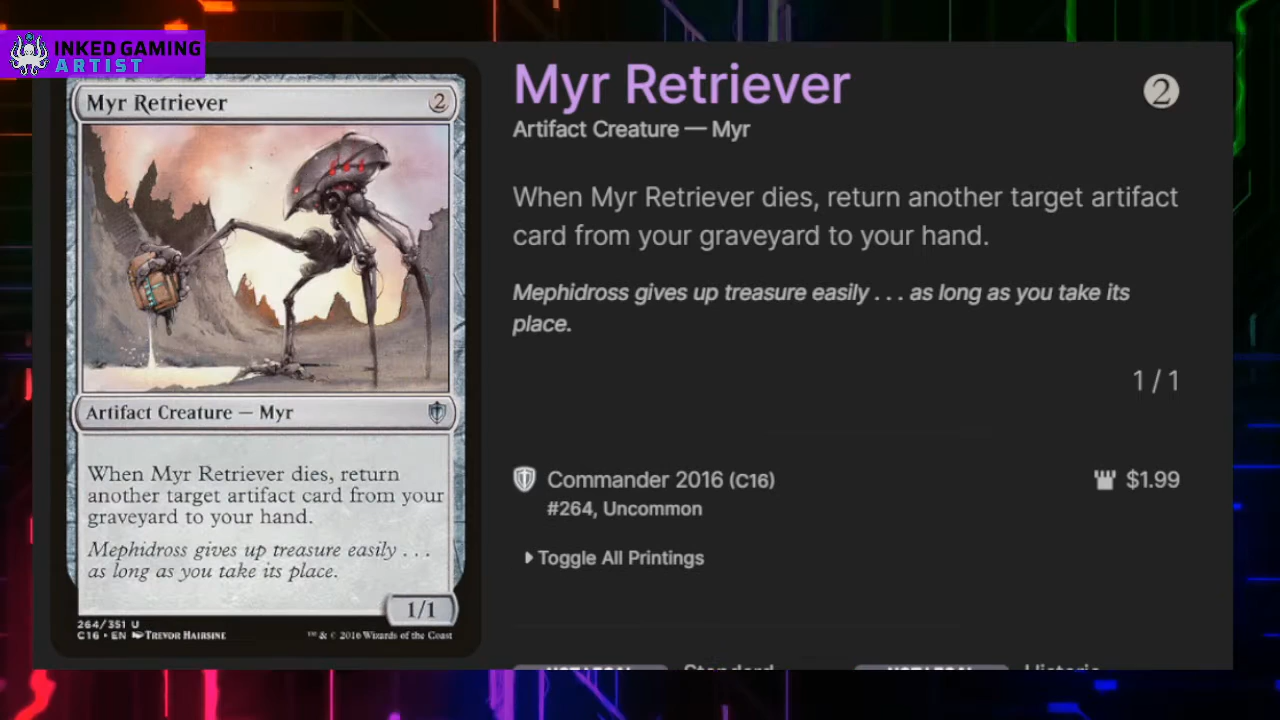 INKED GAMING
ARTIST
Myr Retriever
2
Artifact Creature — Myr
When Myr Retriever dies, return
another target artifact card from your
graveyard to your hand.
Mephidross gives up treasure easily . . .
as long as you take its place.
1/1
264/351 U
C16 • EN Trevor Hairsine
™ & © 2016 Wizards of the Coast
Myr Retriever
2
Artifact Creature — Myr
When Myr Retriever dies, return another target artifact
card from your graveyard to your hand.
Mephidross gives up treasure easily . . . as long as you take its
place.
1 / 1
Commander 2016 (C16)
$1.99
#264, Uncommon
Toggle All Printings